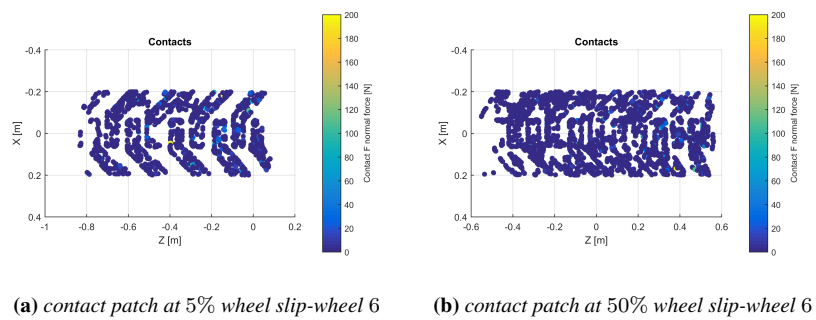 Contacts
-0.4
-0.2
0
0.2
0.4
X [m]
-1 -0.8 -0.6 -0.4 -0.2 0 0.2
Z [m]
200
180
160
140
120
100
80
60
40
20
0
Contact F normal force [N]
Contacts
-0.4
-0.2
0
0.2
0.4
X [m]
-0.6 -0.4 -0.2 0 0.2 0.4 0.6
Z [m]
200
180
160
140
120
100
80
60
40
20
0
Contact F normal force [N]
(a) contact patch at 5% wheel slip-wheel 6
(b) contact patch at 50% wheel slip-wheel 6